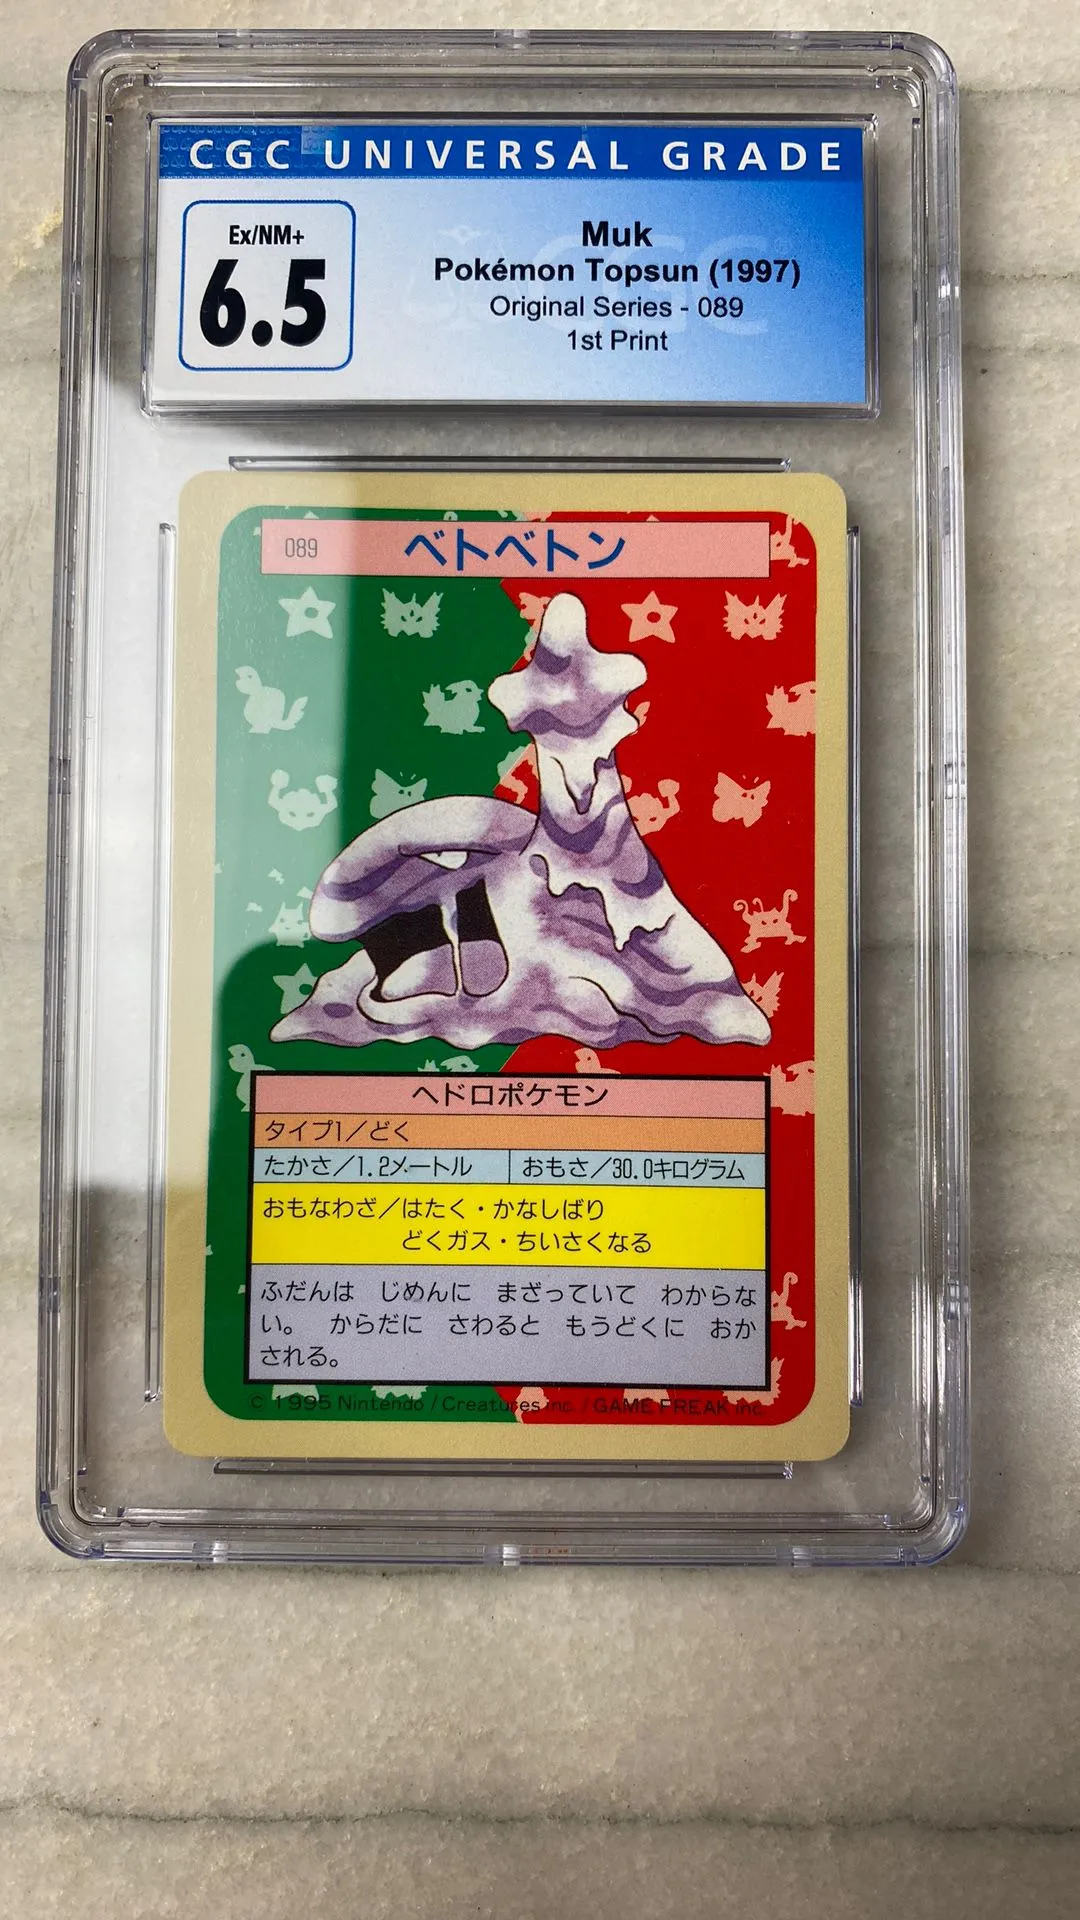 CGC UNIVERSAL GRADE
Ex/NM+
6.5
Muk
Pokémon Topsun (1997)
Original Series - 089
1st Print
089 ベトベトン
ヘドロポケモン
タイプ1/どく
たかさ/1.2メートル おもさ/30.0キログラム
おもなわざ/はたく・かなしばり
どくガス・ちいさくなる
ふだんは じめんに まざっていて わからな
い。 からだに さわると もうどくに おか
される。
© 1995 Nintendo / Creatures inc. / GAME FREAK inc.